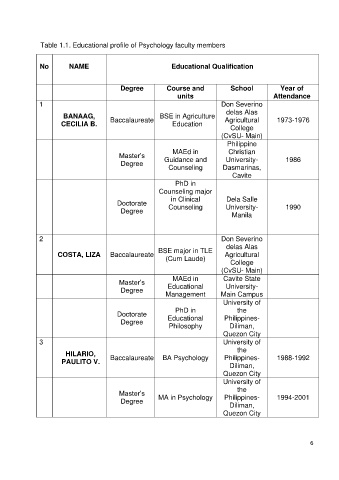 Table 1.1. Educational profile of Psychology faculty members
No NAME Educational Qualification
Degree Course and School Year of
units Attendance
1 Don Severino
delas Alas
BANAAG, Baccalaureate BSE in Agriculture Agricultural 1973-1976
CECILIA B. Education College
(CvSU- Main)
Philippine
Master's MAEd in Christian
Degree Guidance and University- 1986
Counseling Dasmarinas,
Cavite
PhD in
Counseling major
Doctorate in Clinical Dela Salle
Degree Counseling University- 1990
Manila
2 Don Severino
delas Alas
COSTA, LIZA Baccalaureate BSE major in TLE Agricultural
(Cum Laude) College
(CvSU- Main)
Master's MAEd in Cavite State
Degree Educational University-
Management Main Campus
University of
Doctorate PhD in the
Degree Educational Philippines-
Philosophy Diliman,
Quezon City
3 University of
HILARIO, the
PAULITO V. Baccalaureate BA Psychology Philippines- 1988-1992
Diliman,
Quezon City
University of
Master's the
Degree MA in Psychology Philippines- 1994-2001
Diliman,
Quezon City
6